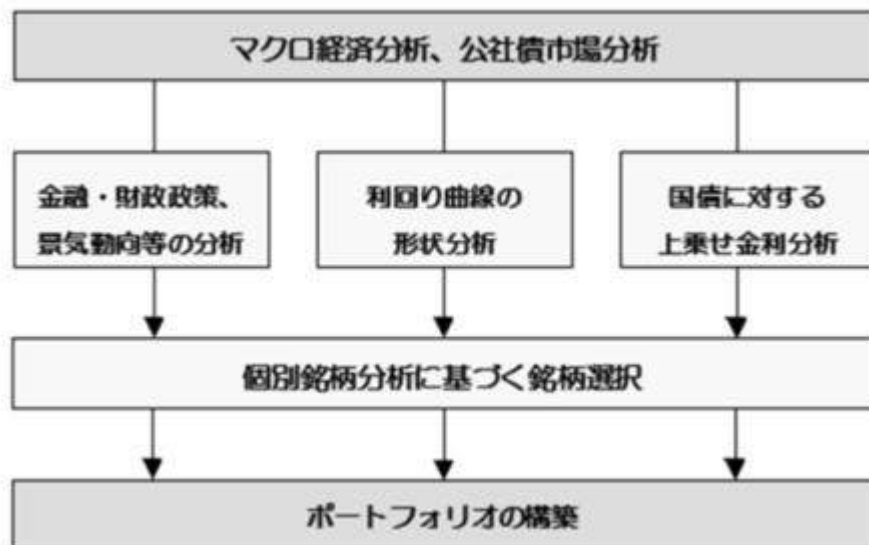 マクロ経済分析、公社債市場分析
金融・財政政策、
景気動向等の分析
利回り曲線の
形状分析
国債に対する
上乗せ金利分析
個別銘柄分析に基づく銘柄選択
ポートフォリオの構築